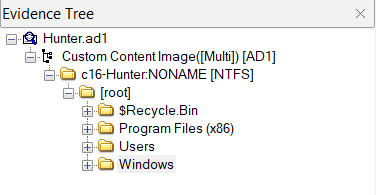 Evidence Tree
Hunter.ad1
Custom Content Image([Multi]) [AD1]
c16-Hunter:NONAME [NTFS]
[root]
$Recycle.Bin
Program Files (x86)
Users
Windows